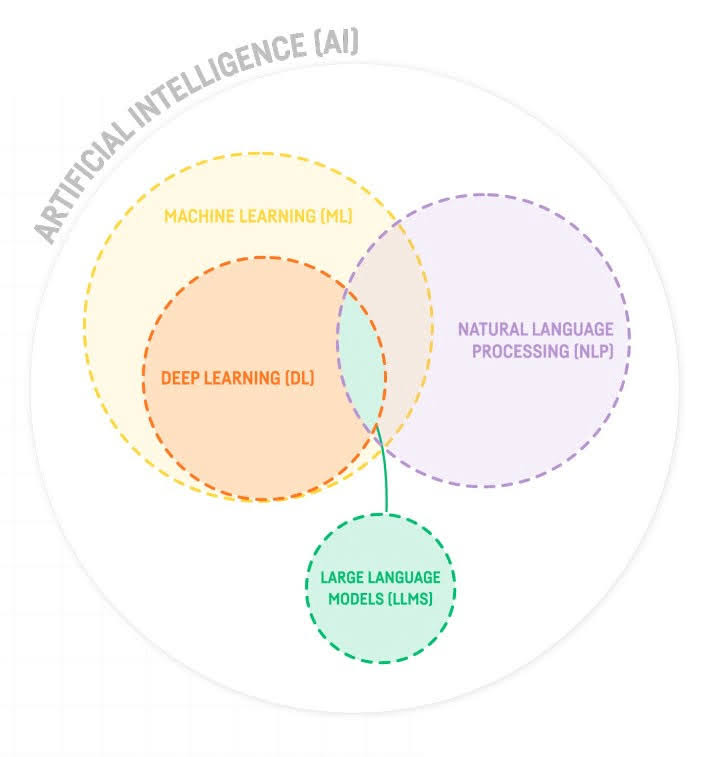 ARTIFICIAL INTELLIGENCE (AI)
MACHINE LEARNING (ML)
NATURAL LANGUAGE
PROCESSING (NLP)
DEEP LEARNING (DL)
LARGE LANGUAGE
MODELS (LLMS)